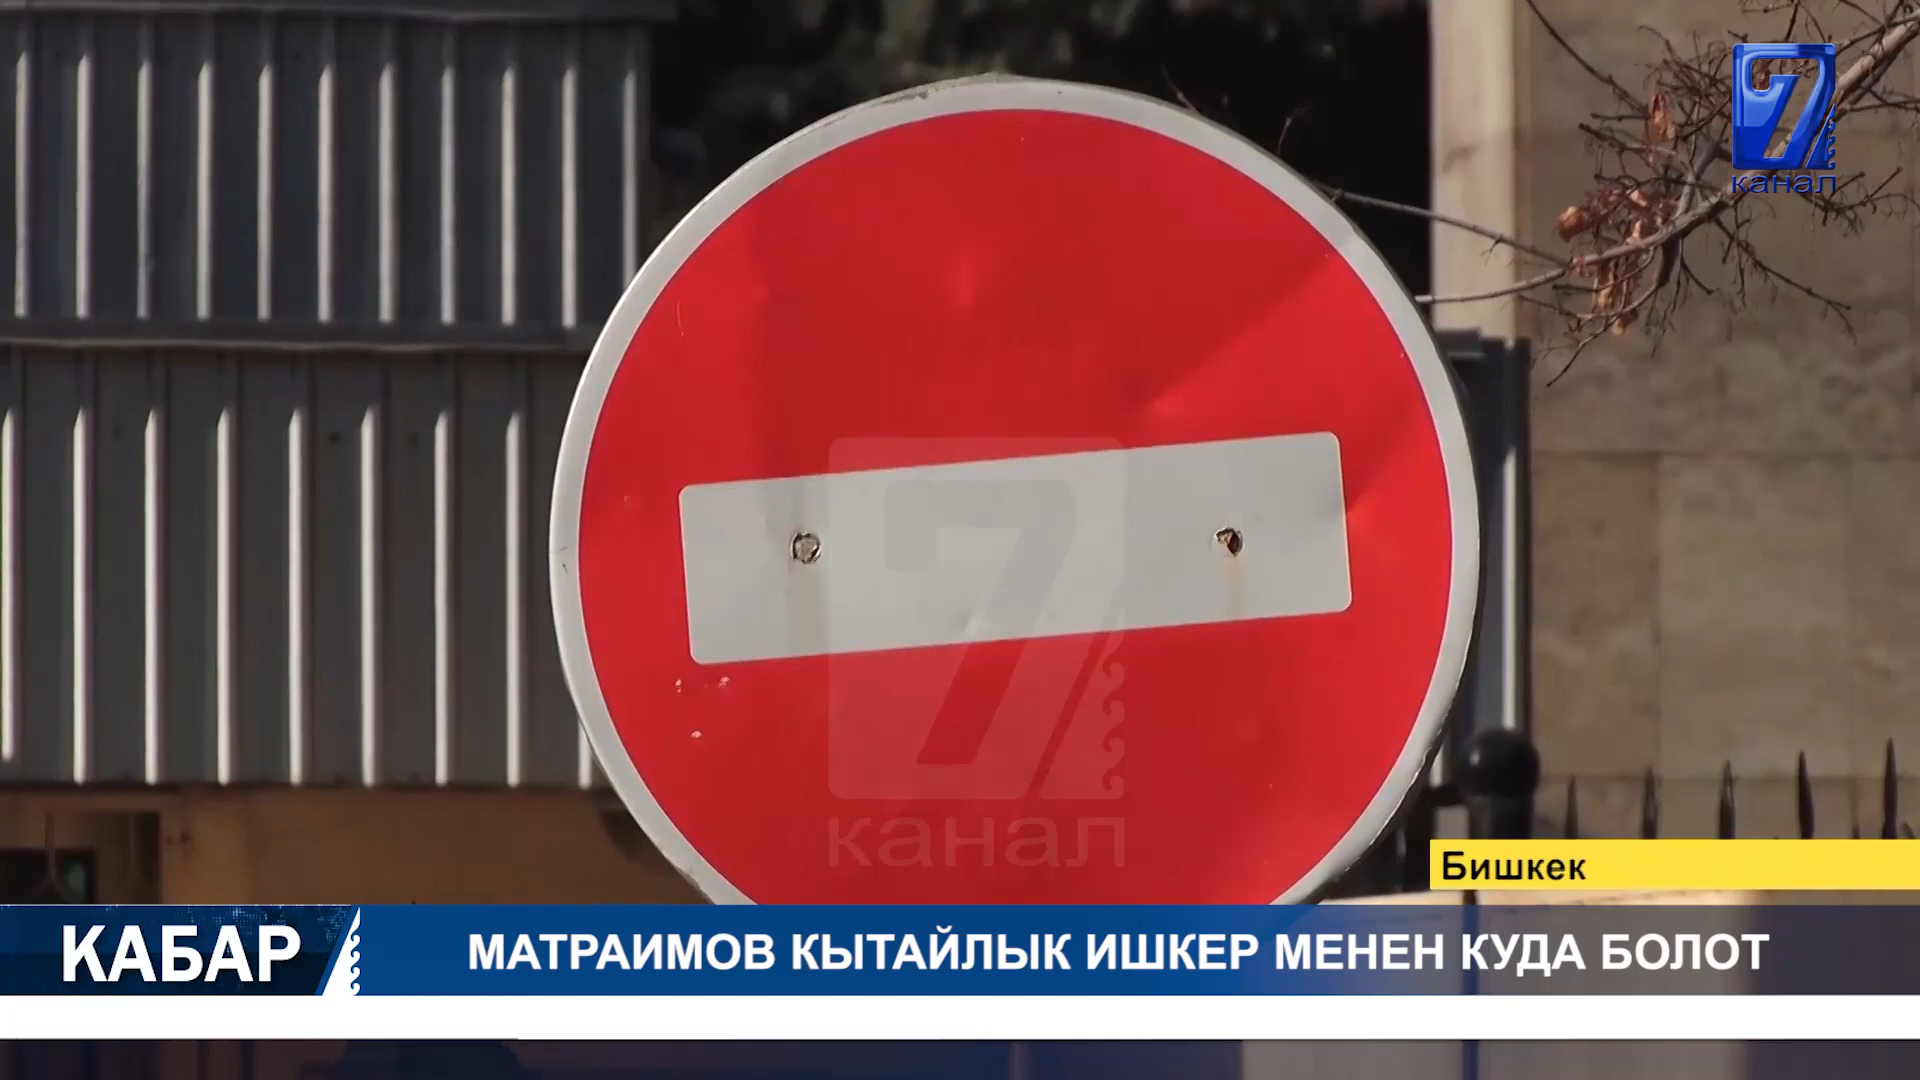 7
канал
7
канал
Бишкек
КАБАР
МАТРАИМОВ КЫТАЙЛЫК ИШКЕР МЕНЕН КУДА БОЛОТ